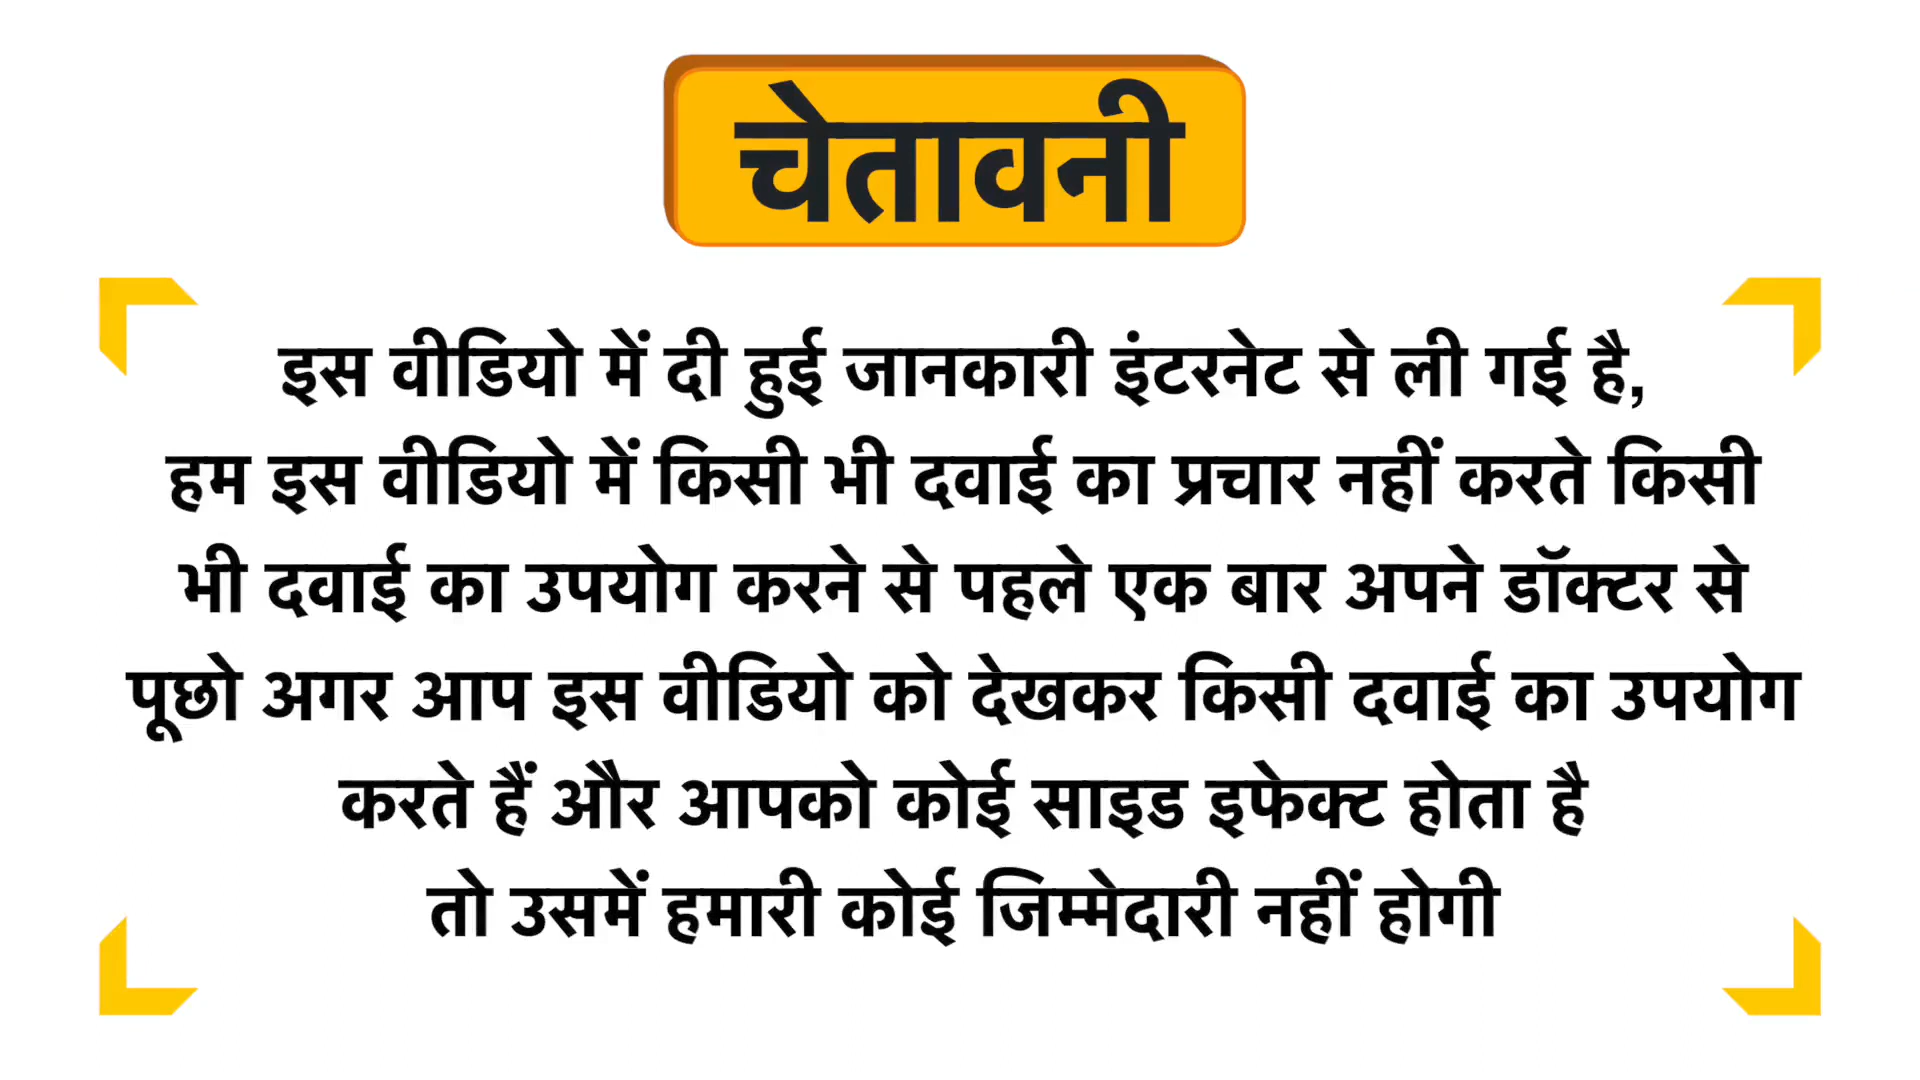 चेतावनी
इस वीडियो में दी हुई जानकारी इंटरनेट से ली गई है,
हम इस वीडियो में किसी भी दवाई का प्रचार नहीं करते किसी
भी दवाई का उपयोग करने से पहले एक बार अपने डॉक्टर से
पूछो अगर आप इस वीडियो को देखकर किसी दवाई का उपयोग
करते हैं और आपको कोई साइड इफेक्ट होता है
तो उसमें हमारी कोई जिम्मेदारी नहीं होगी